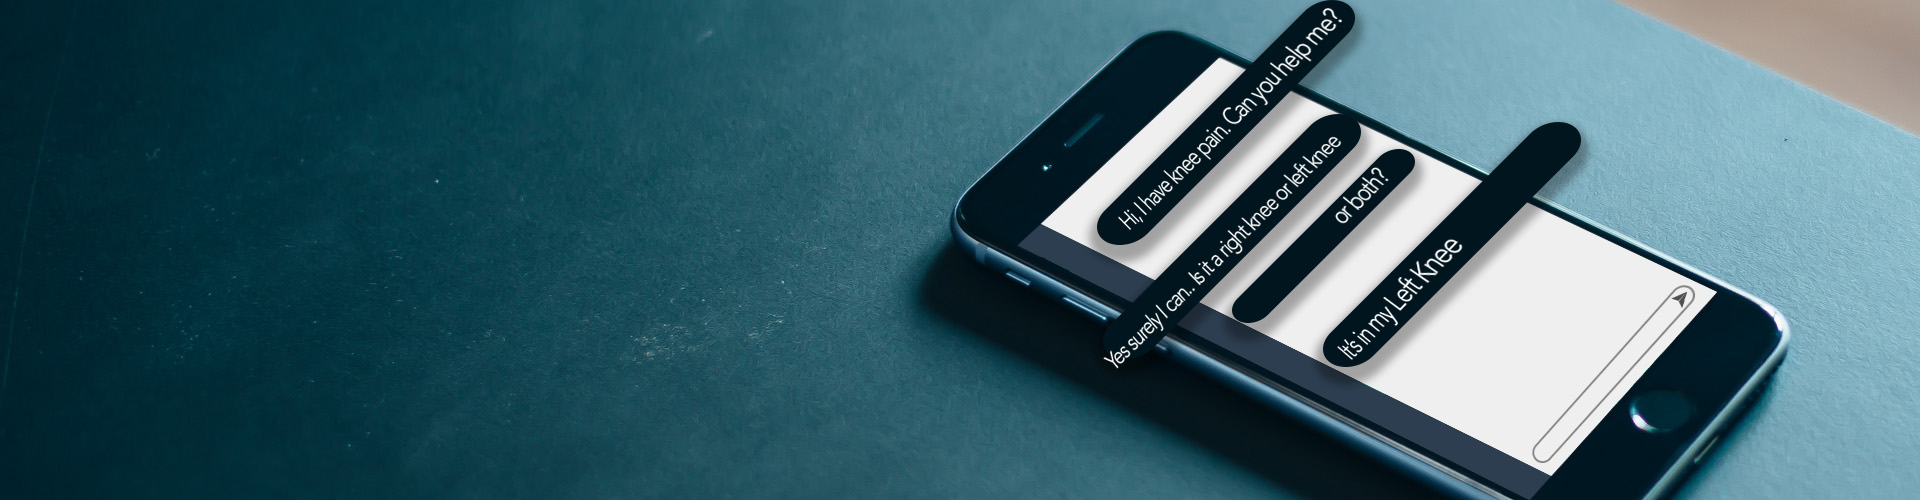 Hi, I have knee pain. Can you help me?
Yes surely I can.. Is it a right knee or left knee
or both?
It's in my Left Knee